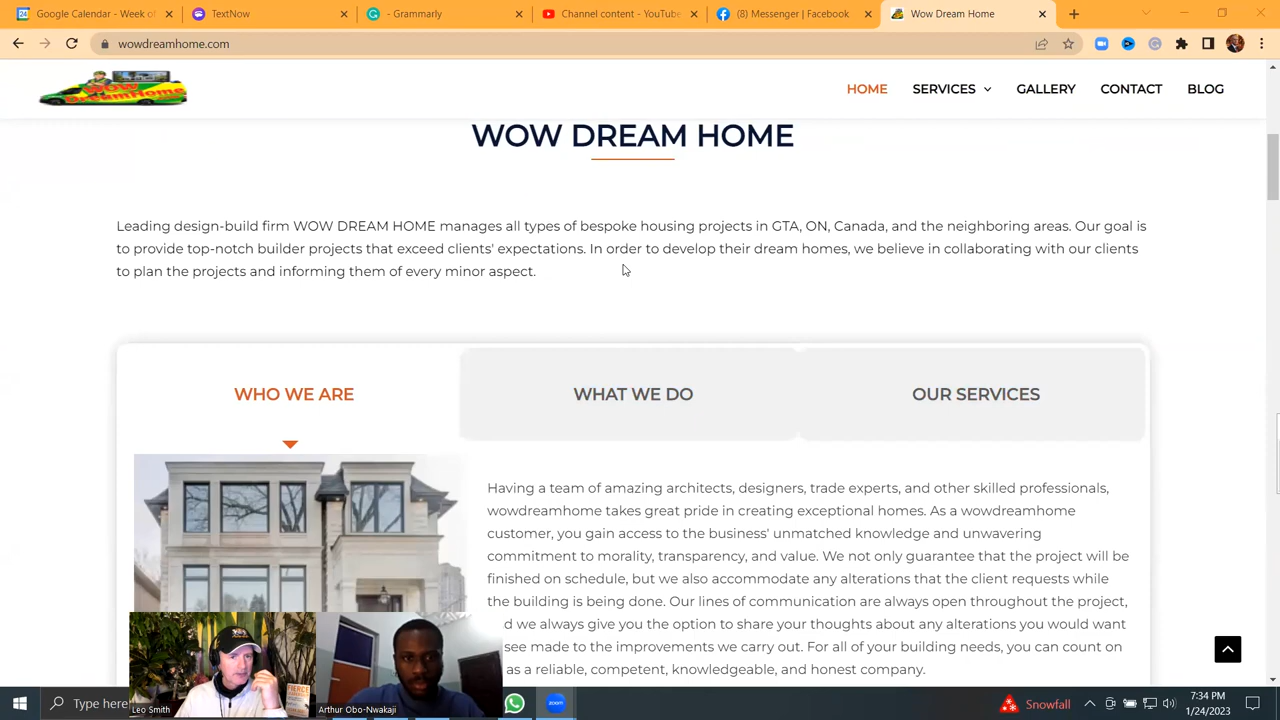 Google Calendar - Week of
TextNow
- Grammarly
Channel content - YouTube
(8) Messenger | Facebook
Wow Dream Home
wowdreamhome.com
WOW
DreamHome
HOME
SERVICES
GALLERY
CONTACT
BLOG
WOW DREAM HOME
Leading design-build firm WOW DREAM HOME manages all types of bespoke housing projects in GTA, ON, Canada, and the neighboring areas. Our goal is
to provide top-notch builder projects that exceed clients' expectations. In order to develop their dream homes, we believe in collaborating with our clients
to plan the projects and informing them of every minor aspect.
WHO WE ARE
WHAT WE DO
OUR SERVICES
Having a team of amazing architects, designers, trade experts, and other skilled professionals,
wowdreamhome takes great pride in creating exceptional homes. As a wowdreamhome
customer, you gain access to the business' unmatched knowledge and unwavering
commitment to morality, transparency, and value. We not only guarantee that the project will be
finished on schedule, but we also accommodate any alterations that the client requests while
the building is being done. Our lines of communication are always open throughout the project,
d we always give you the option to share your thoughts about any alterations you would want
see made to the improvements we carry out. For all of your building needs, you can count on
as a reliable, competent, knowledgeable, and honest company.
FIERCE
Leo Smith
Arthur Obo-Nwakaji
Type here
zoom
Snowfall
7:34 PM
1/24/2023